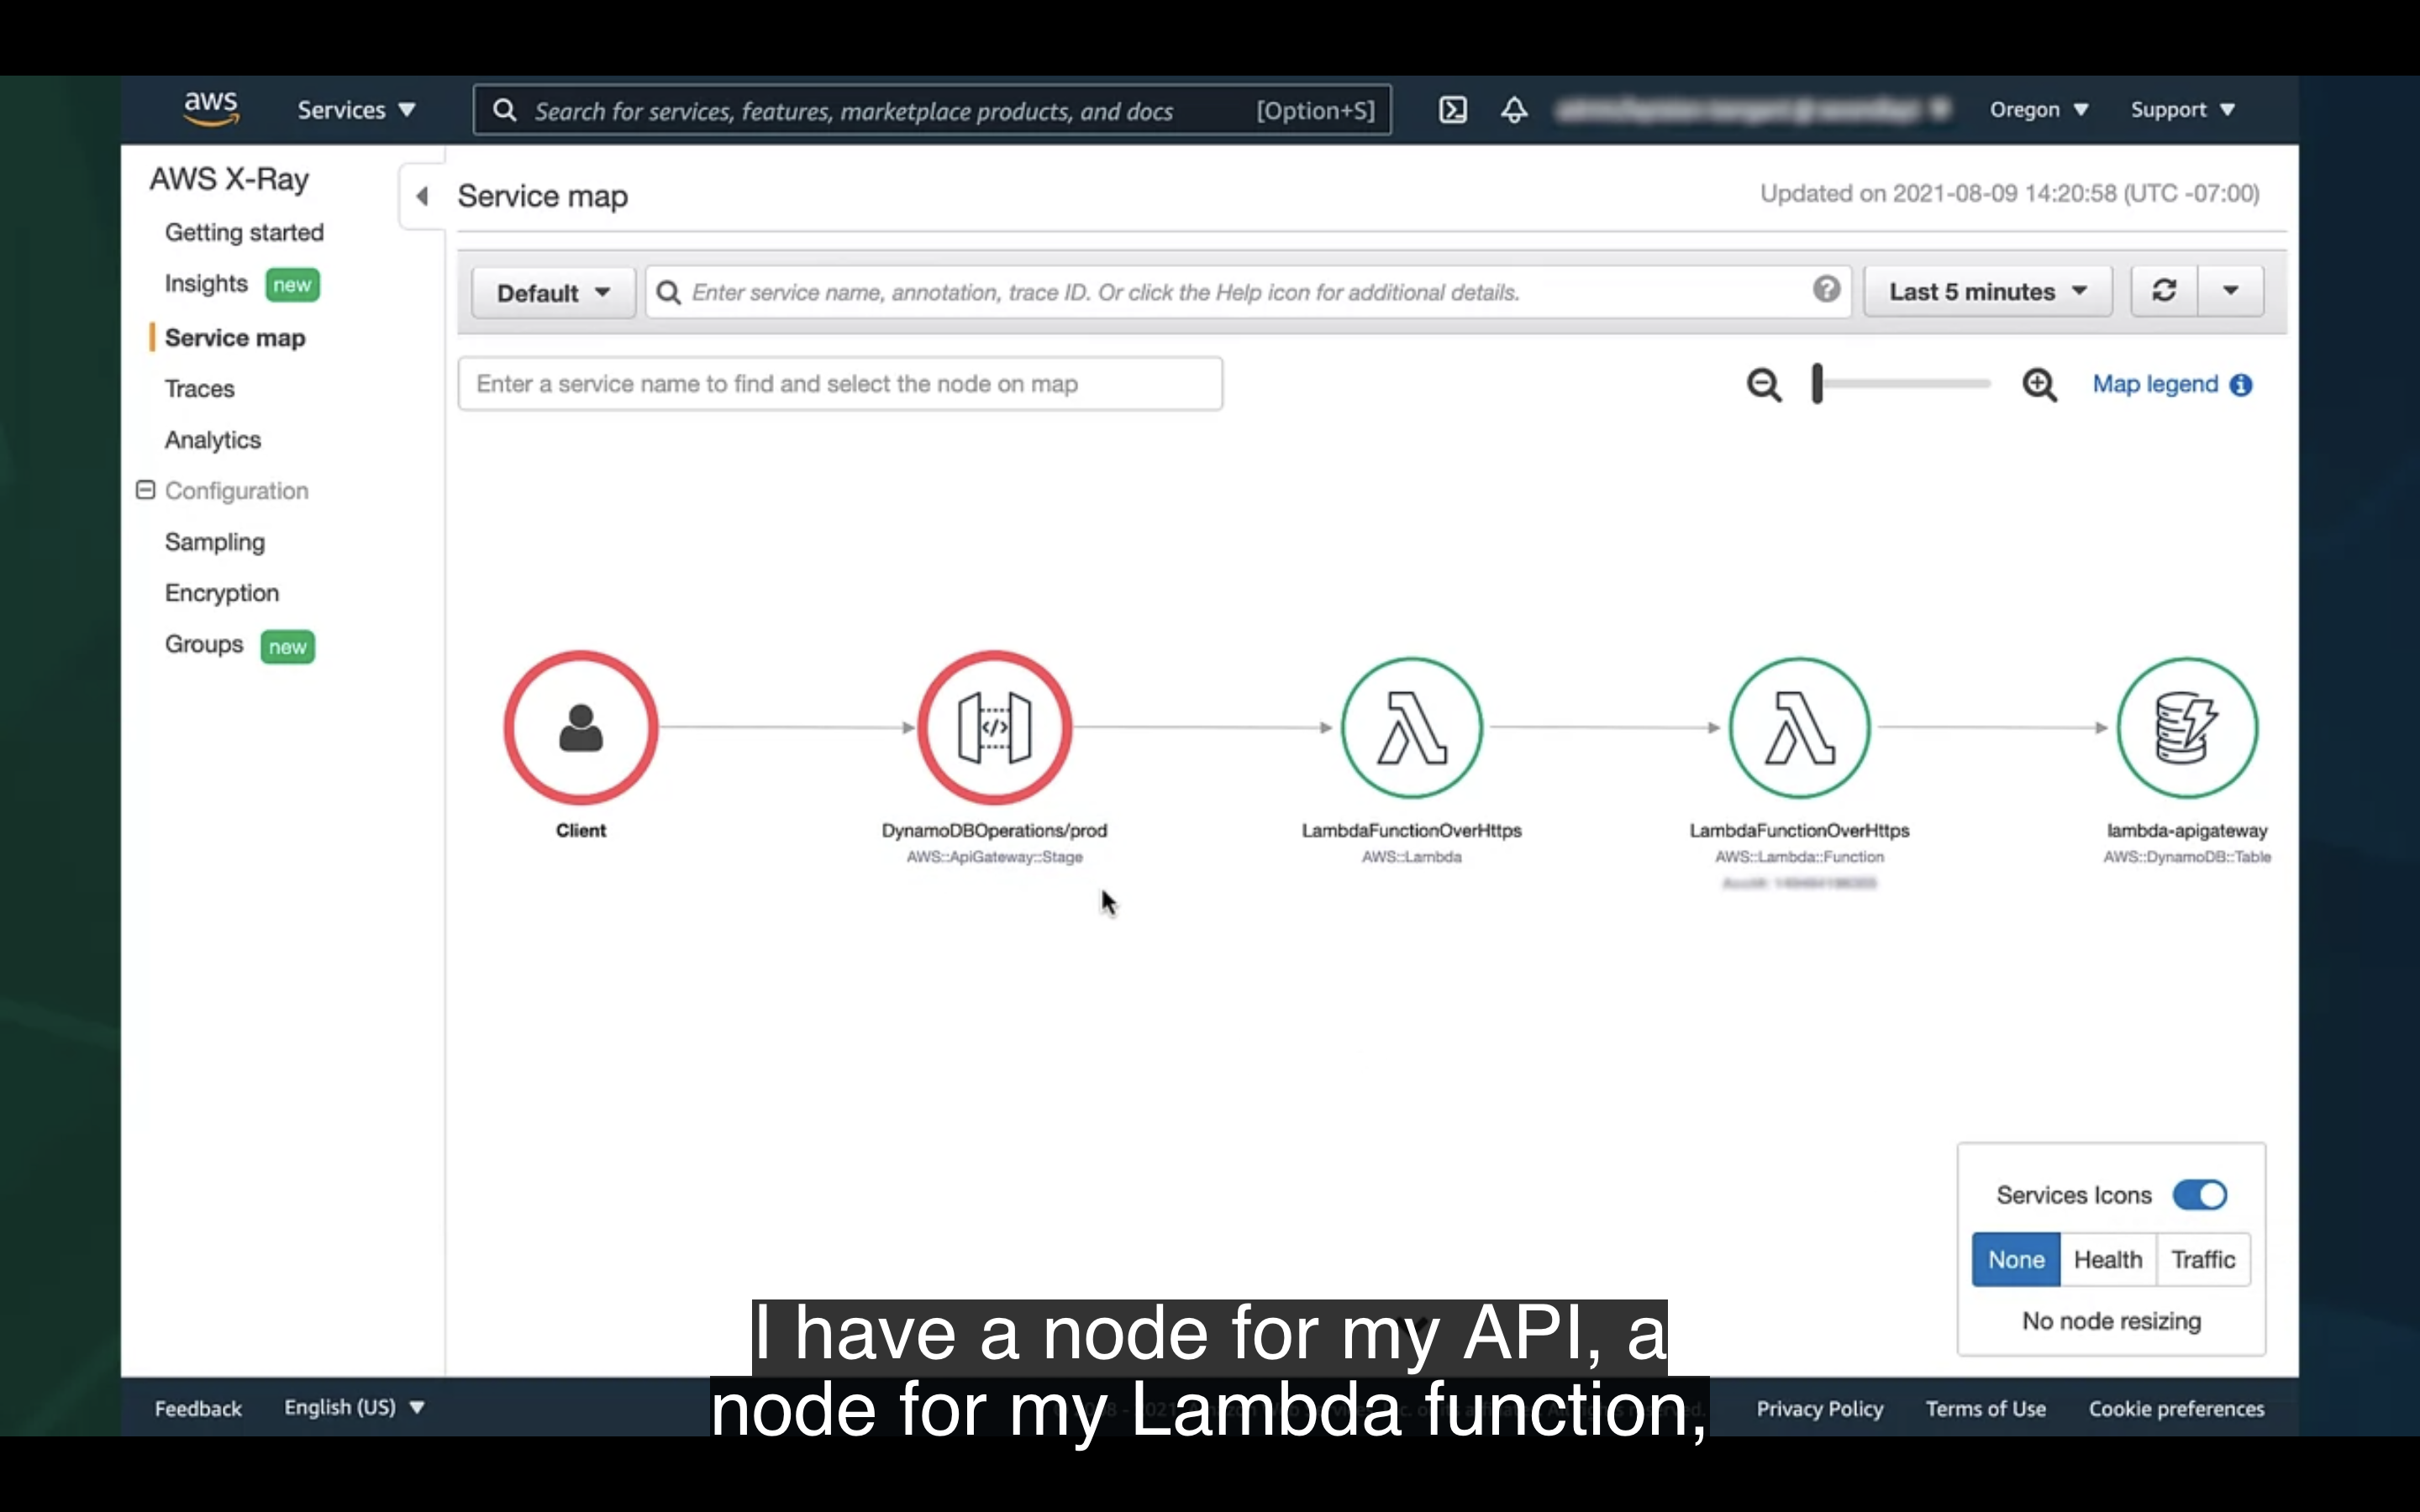 aws
Services
Search for services, features, marketplace products, and docs [Option+S]
Oregon
Support
AWS X-Ray
Getting started
Insights new
Service map
Traces
Analytics
Configuration
Sampling
Encryption
Groups new
Service map
Updated on 2021-08-09 14:20:58 (UTC -07:00)
Default
Enter service name, annotation, trace ID. Or click the Help icon for additional details.
Last 5 minutes
Enter a service name to find and select the node on map
Map legend
Client
DynamoDBOperations/prod
AWS::ApiGateway::Stage
LambdaFunctionOverHttps
AWS::Lambda
LambdaFunctionOverHttps
AWS::Lambda::Function
lambda-apigateway
AWS::DynamoDB::Table
Services Icons
None Health Traffic
No node resizing
I have a node for my API, a
node for my Lambda function,
Feedback
English (US)
Privacy Policy
Terms of Use
Cookie preferences